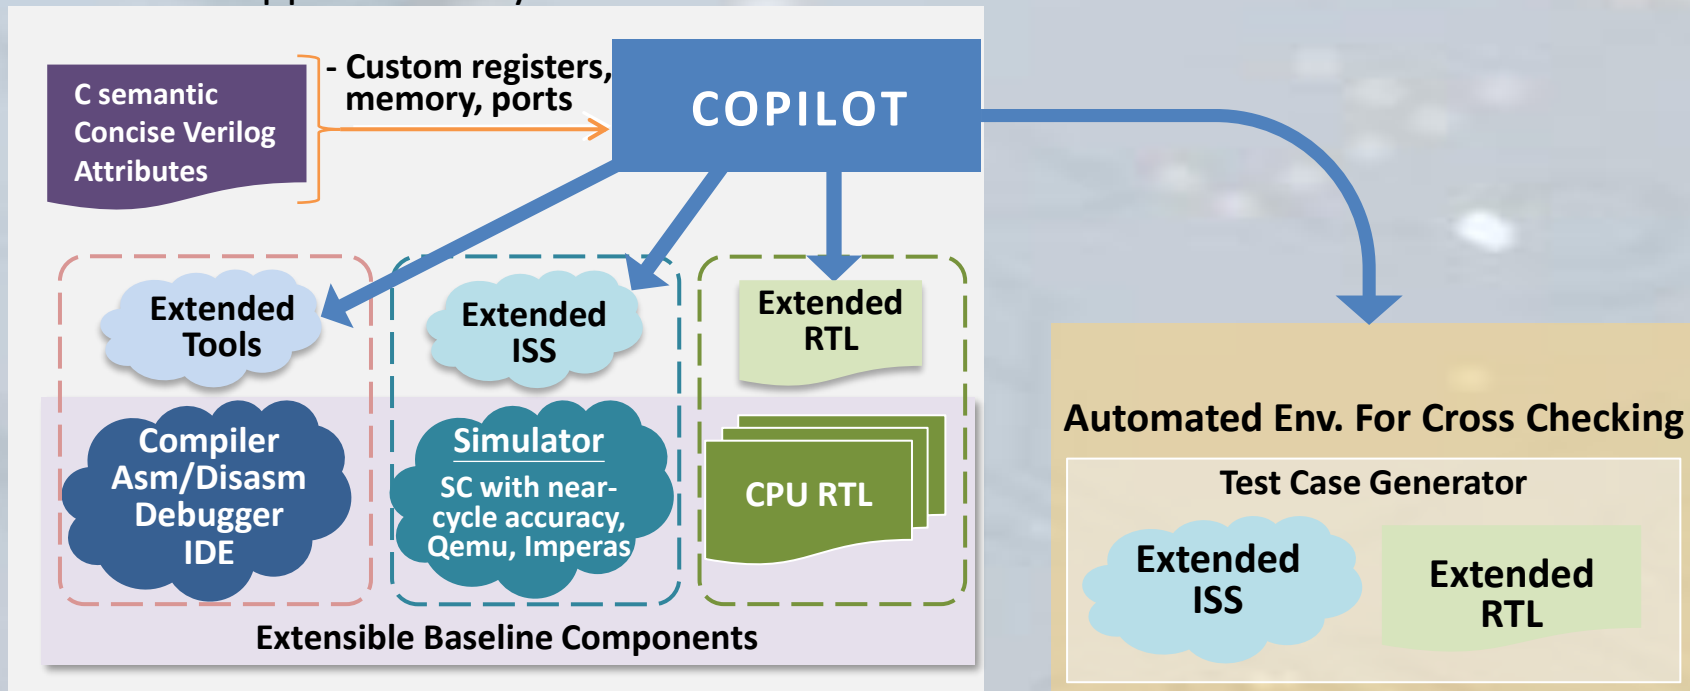 C semantic
Concise Verilog
Attributes
- Custom registers,
memory, ports
COPILOT
Extended
Tools
Extended
ISS
Extended
RTL
Compiler
Asm/Disasm
Debugger
IDE
Simulator
SC with near-
cycle accuracy,
Qemu, Imperas
CPU RTL
Extensible Baseline Components
Automated Env. For Cross Checking
Test Case Generator
Extended
ISS
Extended
RTL